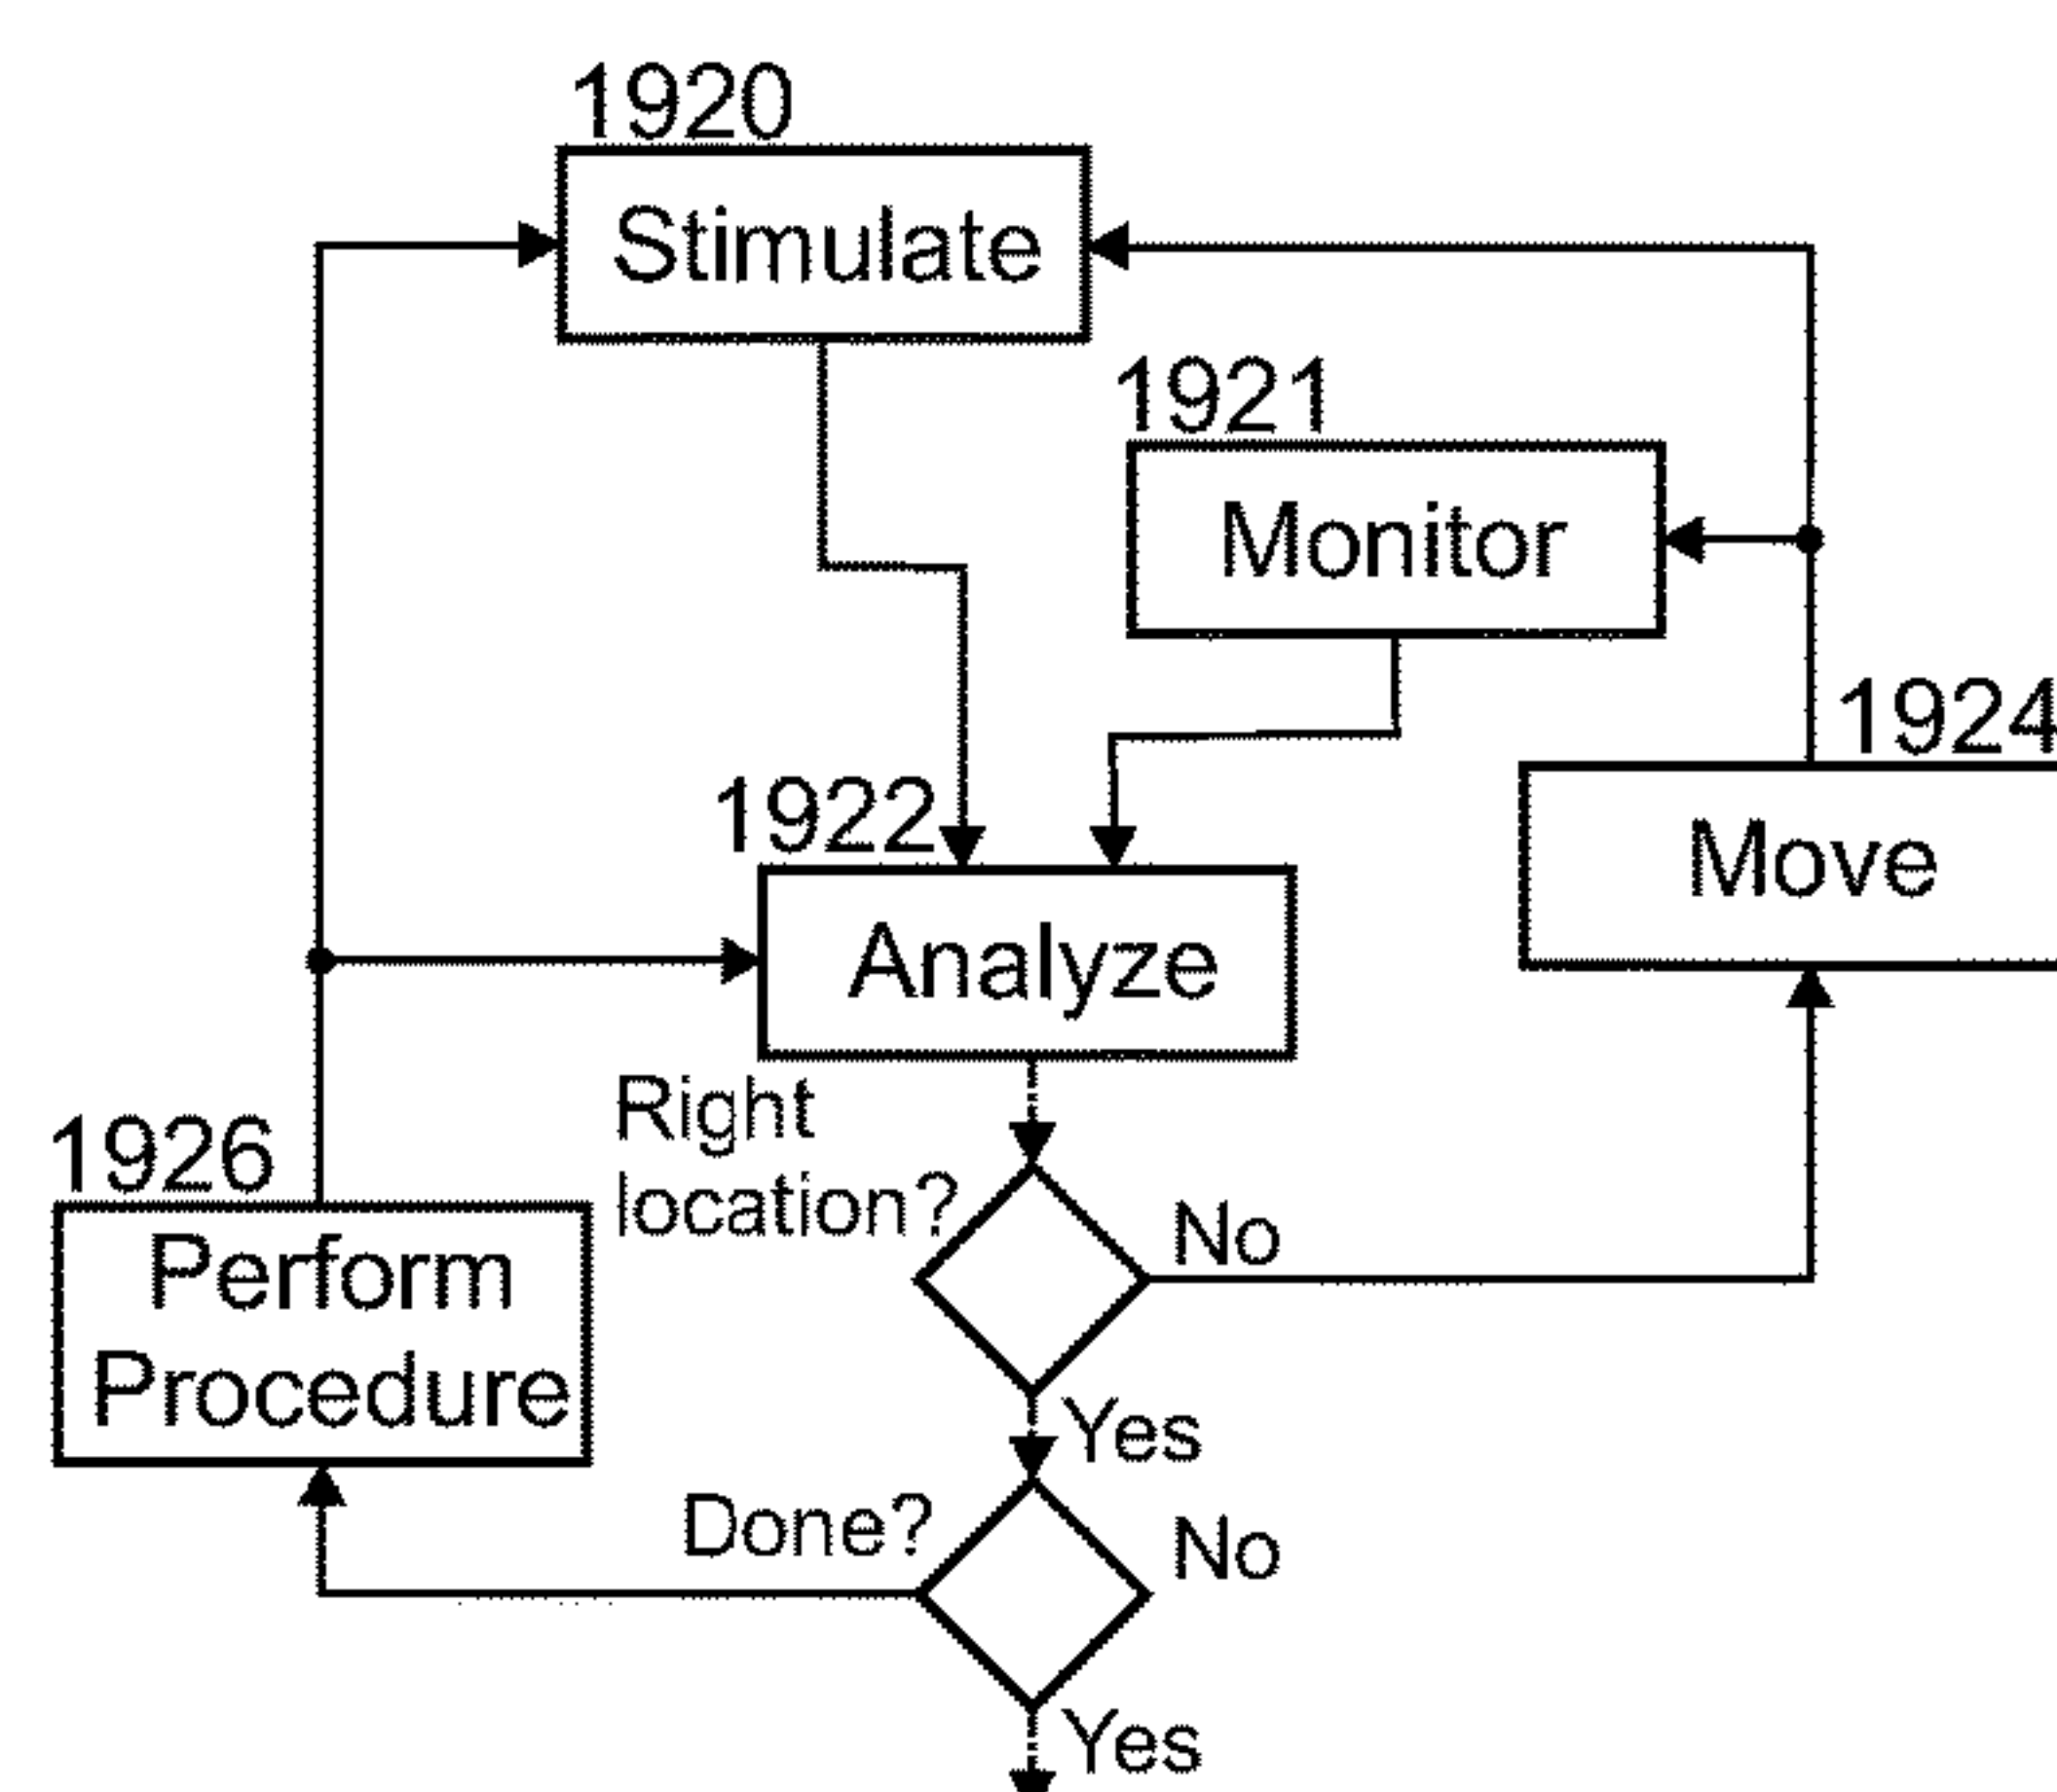 1920
Stimulate
1921
Monitor
1924
Move
1922
Analyze
Right
location?
No
1926
Perform
Procedure
Yes
Done?
No
Yes